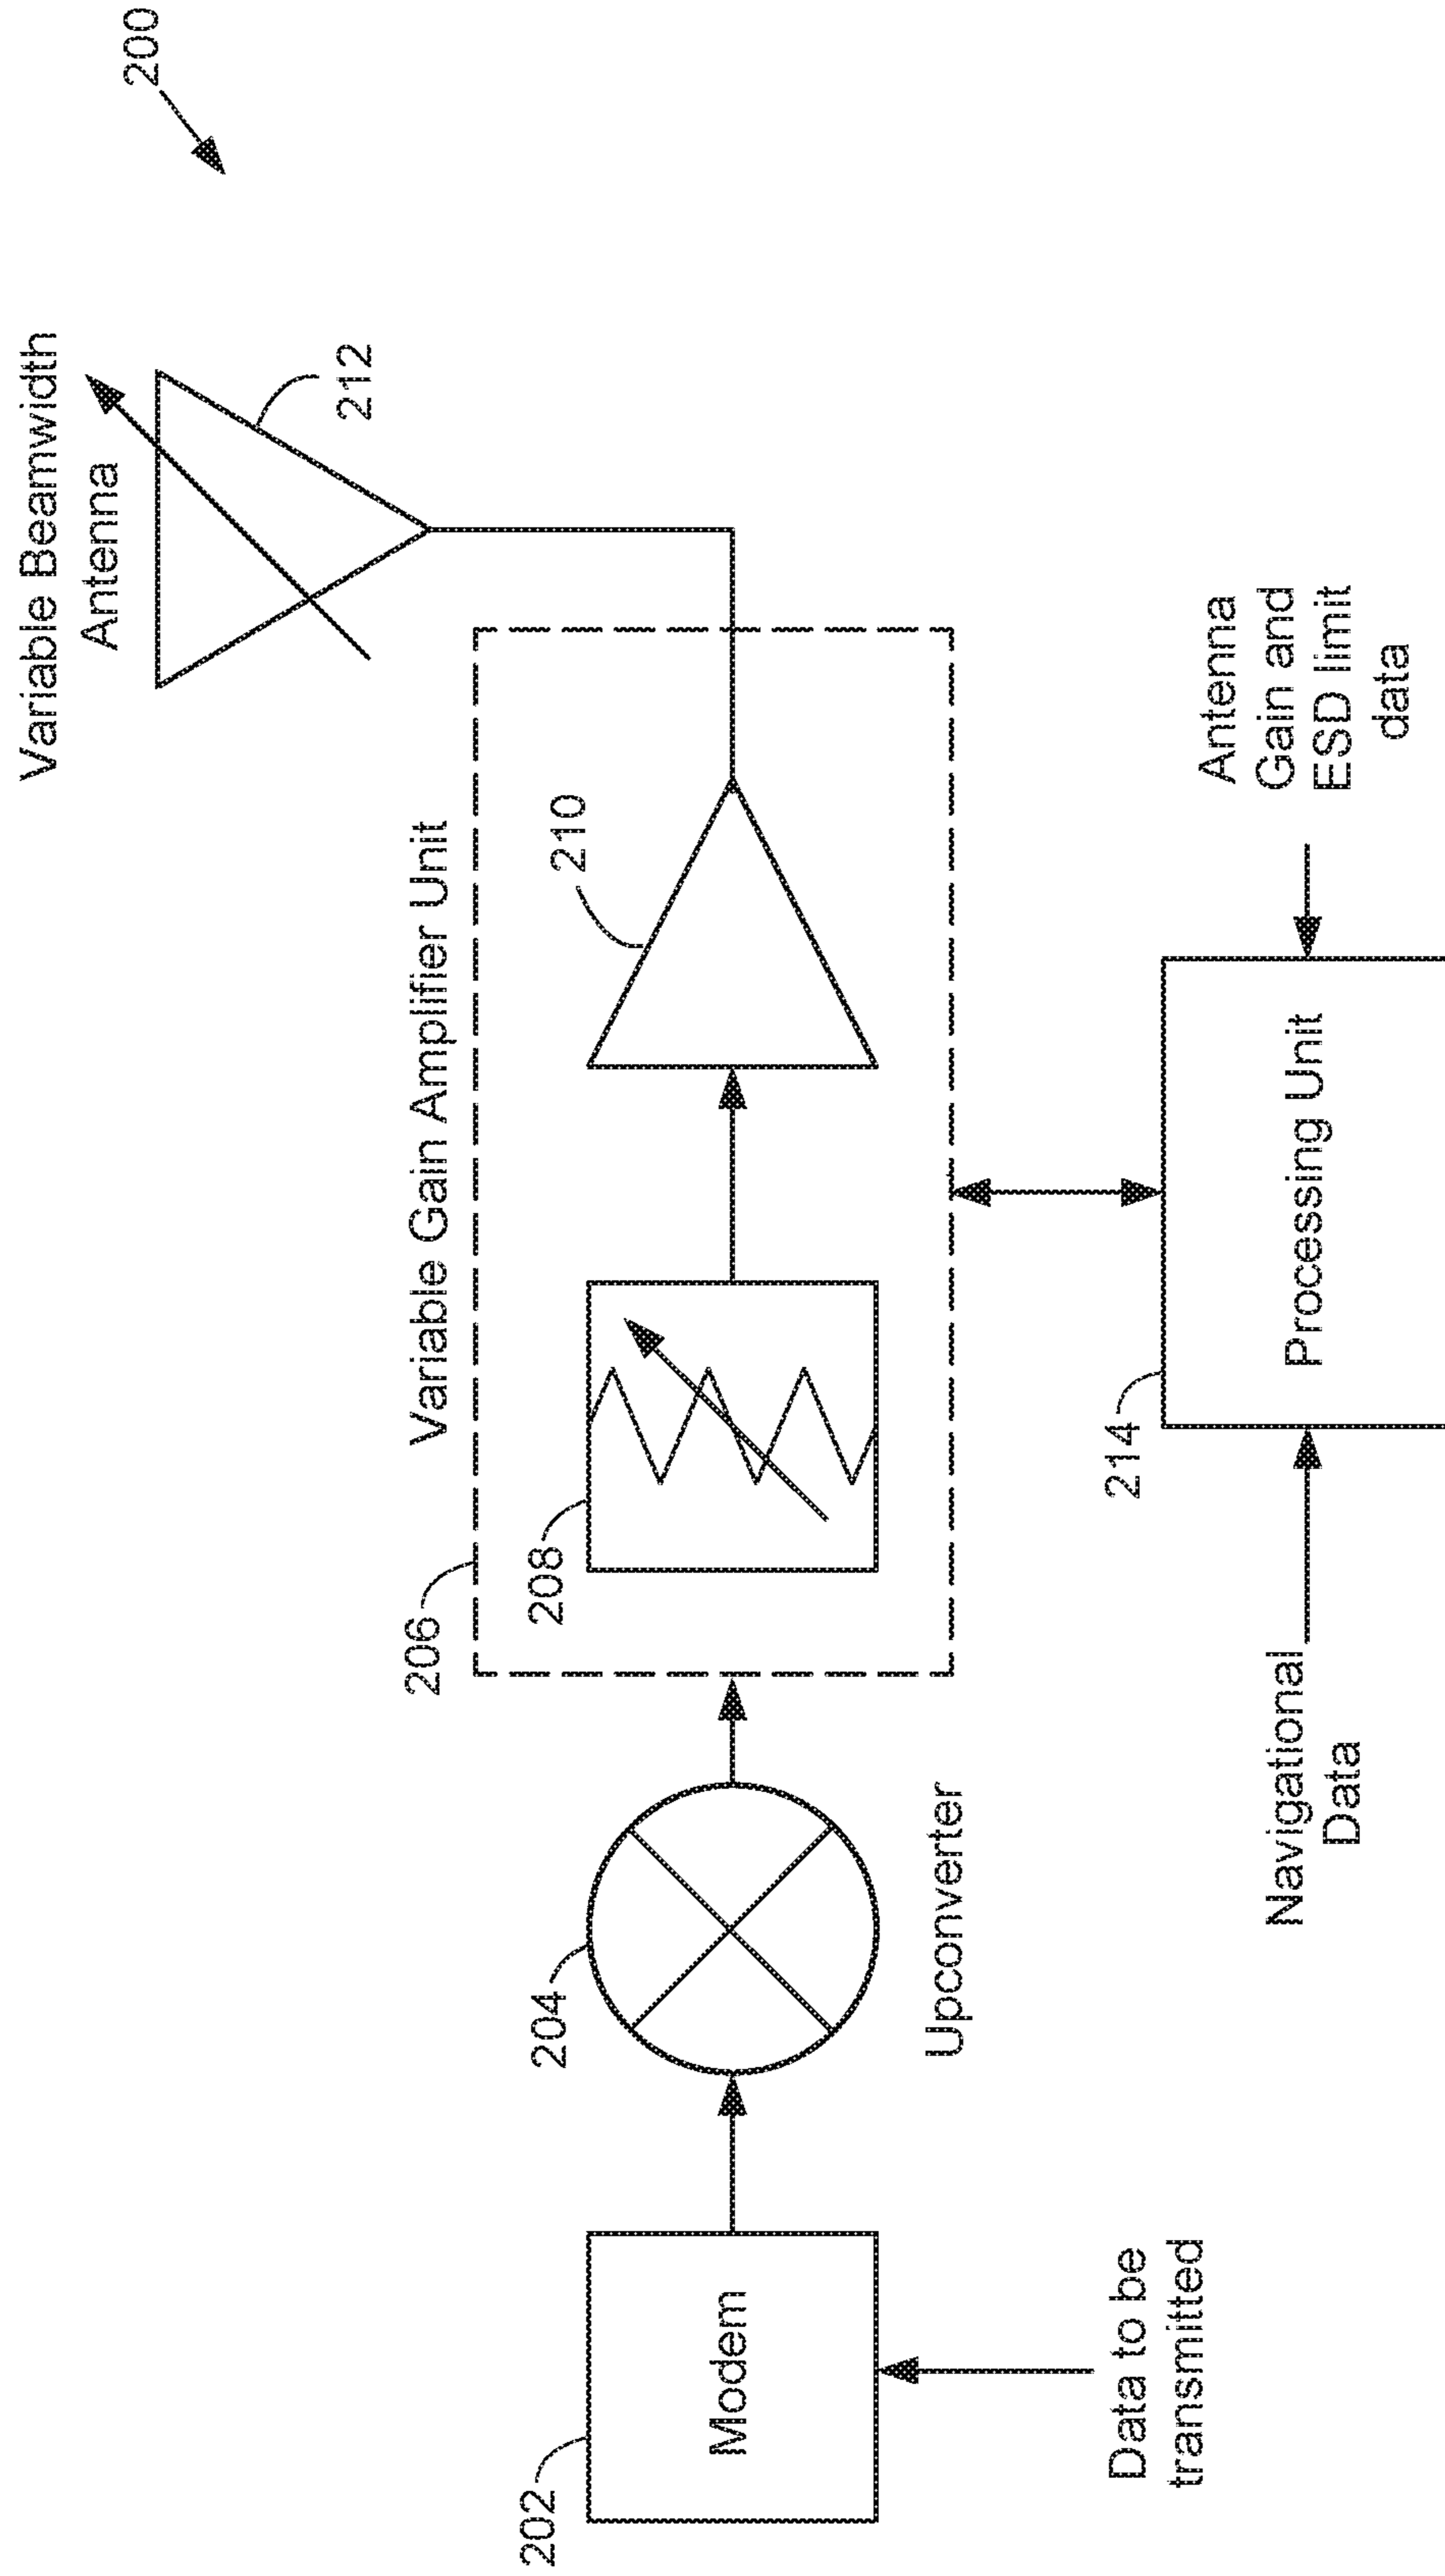 200
Variable Beamwidth
Antenna
212
Variable Gain Amplifier Unit
206
208
210
204
Upconverter
202
Modem
Data to be
transmitted
214
Processing Unit
Navigational
Data
Antenna
Gain and
ESD limit
data